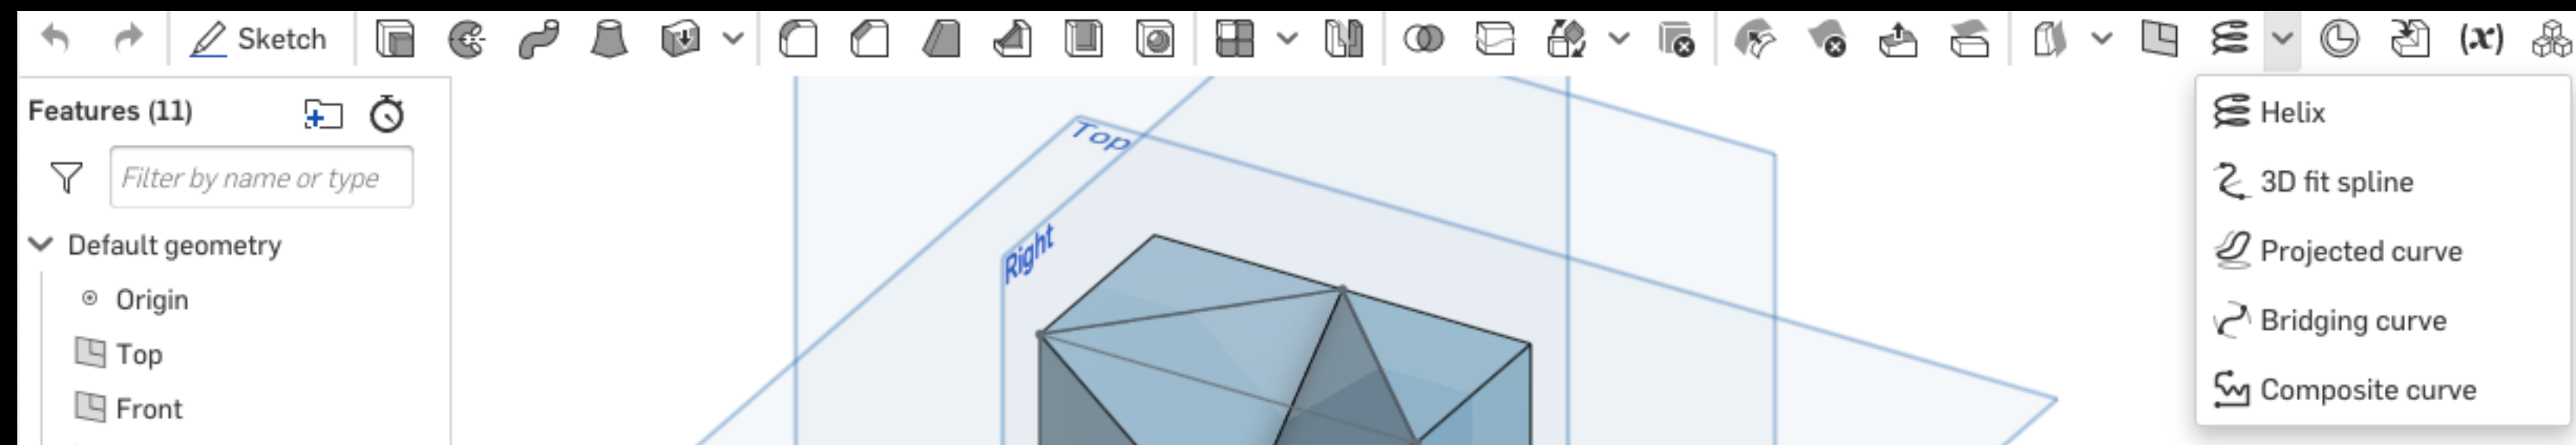 Sketch
(x)
Features (11)
Filter by name or type
Default geometry
Origin
Top
Front
Top
Right
Helix
3D fit spline
Projected curve
Bridging curve
Composite curve